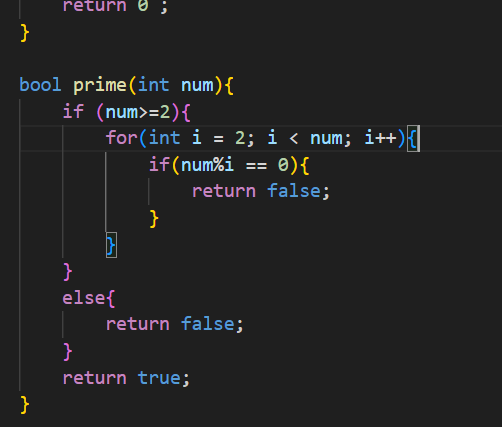 return 0 ;
}
bool prime(int num){
if (num>=2){
for(int i = 2; i < num; i++){
if(num%i == 0){
return false;
}
}
}
else{
return false;
}
return true;
}